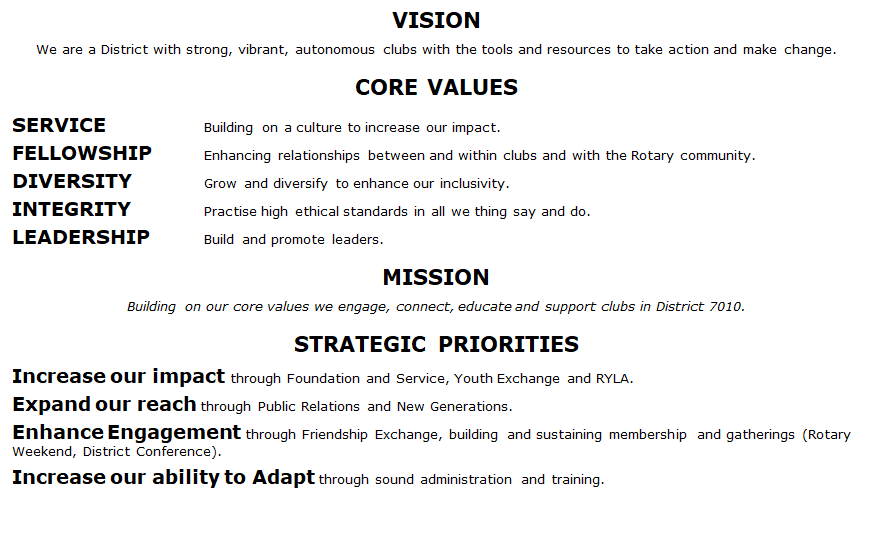 VISION
We are a District with strong, vibrant, autonomous clubs with the tools and resources to take action and make change.
CORE VALUES
SERVICE Building on a culture to increase our impact.
FELLOWSHIP Enhancing relationships between and within clubs and with the Rotary community.
DIVERSITY Grow and diversify to enhance our inclusivity.
INTEGRITY Practise high ethical standards in all we thing say and do.
LEADERSHIP Build and promote leaders.
MISSION
Building on our core values we engage, connect, educate and support clubs in District 7010.
STRATEGIC PRIORITIES
Increase our impact through Foundation and Service, Youth Exchange and RYLA.
Expand our reach through Public Relations and New Generations.
Enhance Engagement through Friendship Exchange, building and sustaining membership and gatherings (Rotary
Weekend, District Conference).
Increase our ability to Adapt through sound administration and training.